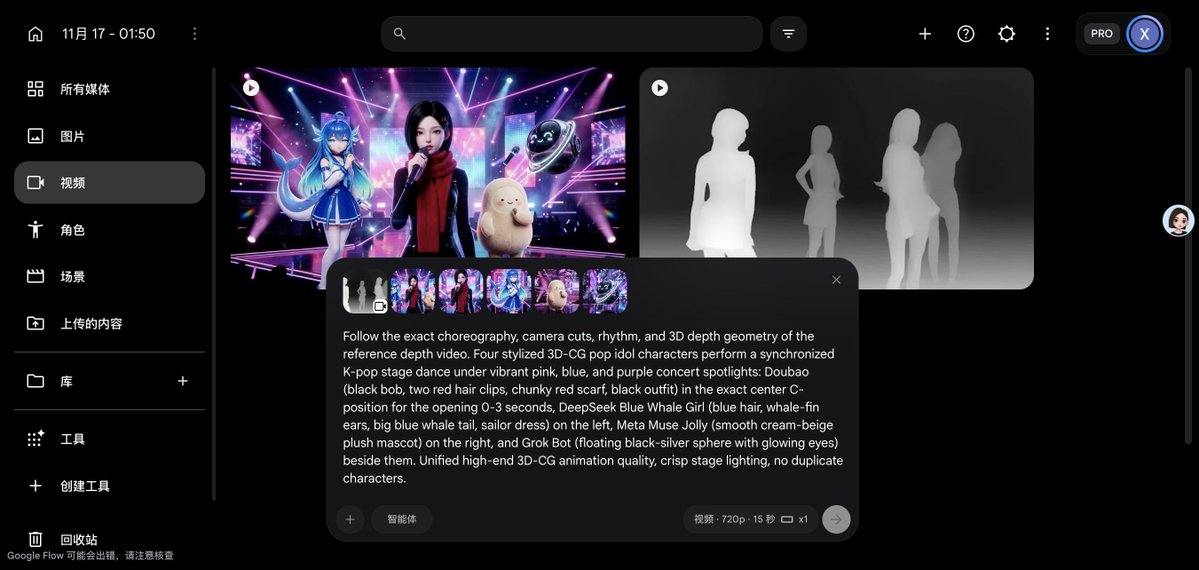 11月 17 - 01:50
PRO
X
所有媒体
图片
视频
角色
场景
上传的内容
库
工具
创建工具
回收站
Google Flow 可能会出错，请注意核查
Follow the exact choreography, camera cuts, rhythm, and 3D depth geometry of the
reference depth video. Four stylized 3D-CG pop idol characters perform a synchronized
K-pop stage dance under vibrant pink, blue, and purple concert spotlights: Doubao
(black bob, two red hair clips, chunky red scarf, black outfit) in the exact center C-
position for the opening 0-3 seconds, DeepSeek Blue Whale Girl (blue hair, whale-fin
ears, big blue whale tail, sailor dress) on the left, Meta Muse Jolly (smooth cream-beige
plush mascot) on the right, and Grok Bot (floating black-silver sphere with glowing eyes)
beside them. Unified high-end 3D-CG animation quality, crisp stage lighting, no duplicate
characters.
智能体
视频 · 720p · 15 秒 x1